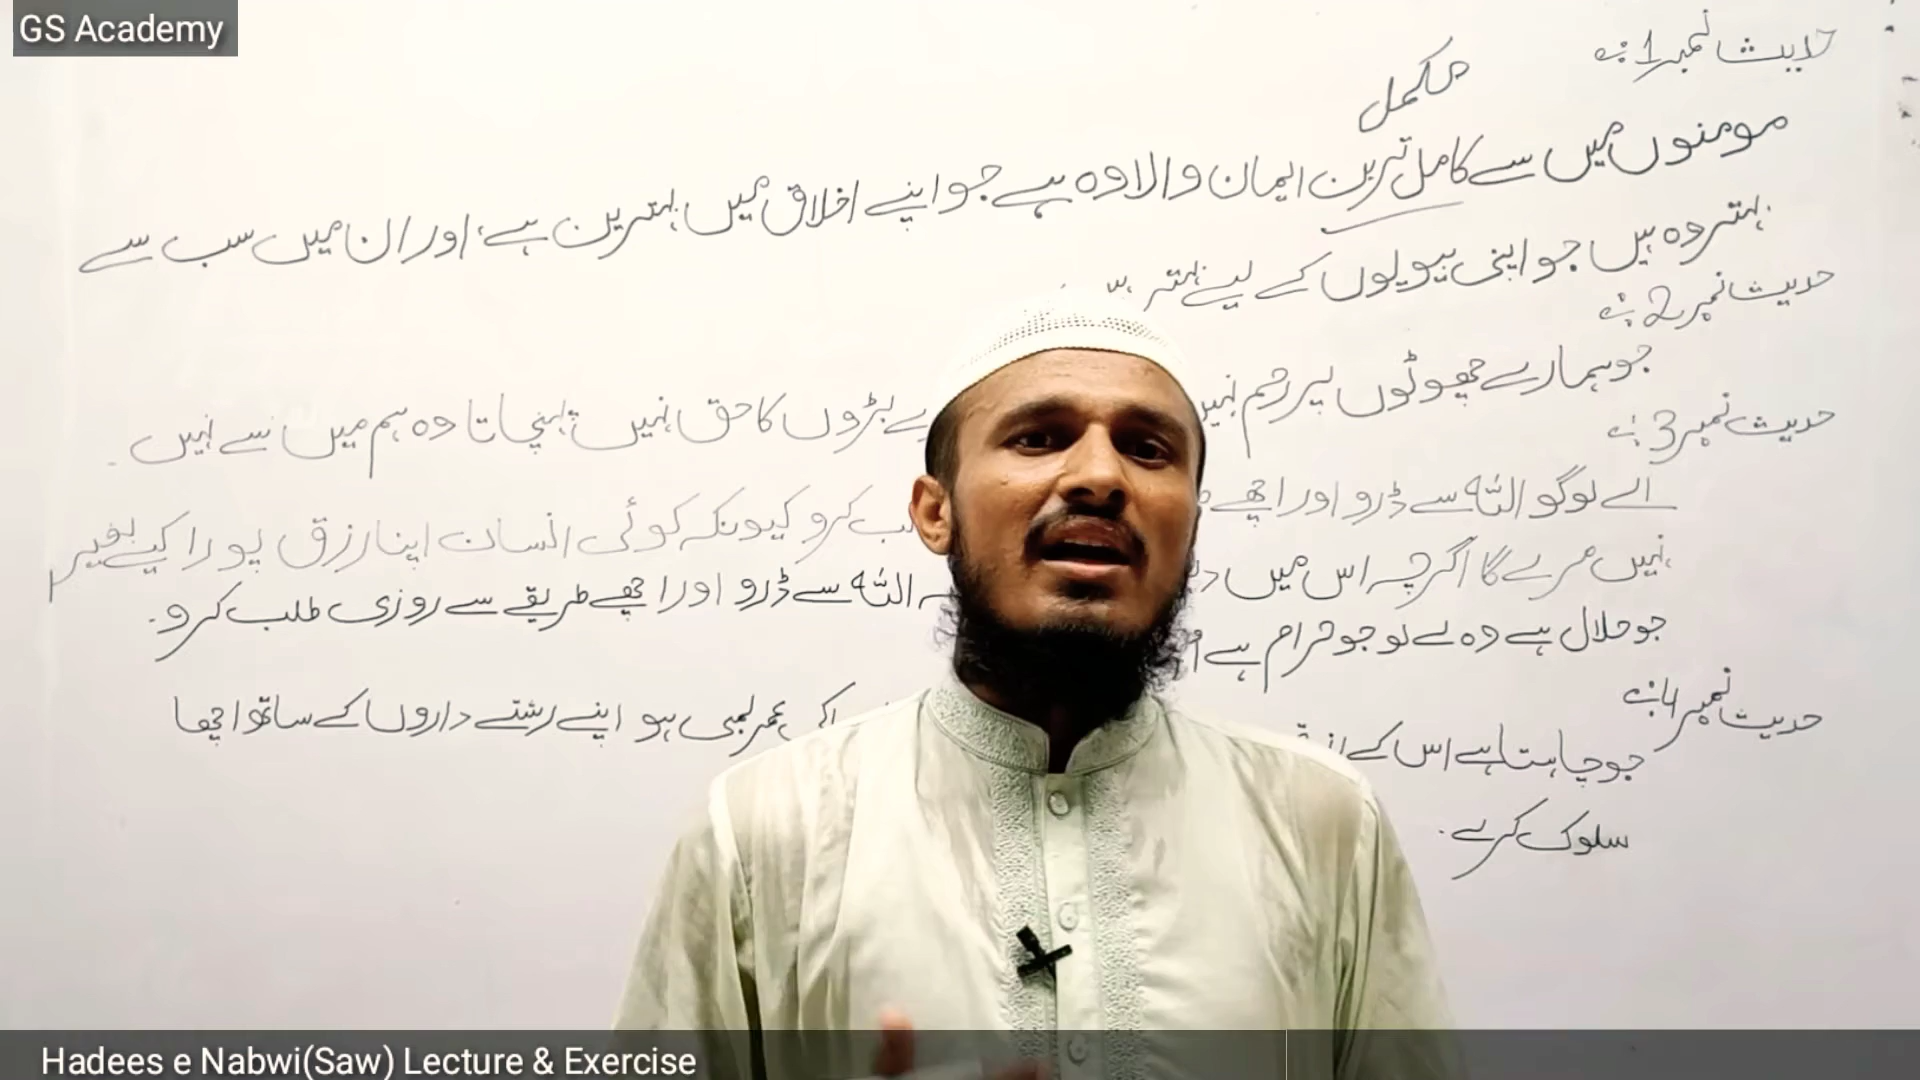 GS Academy
حدیث نمبر 1:
مکمل
مومنوں میں سے کامل ترین ایمان والا وہ ہے جو اپنے اخلاق میں بہترین ہے، اور ان میں سب سے
بہتر وہ ہیں جو اپنی بیویوں کے لیے بہتر
حدیث نمبر 2:
جو ہمارے چھوٹوں پر رحم نہیں بڑوں کا حق نہیں پہنچاتا وہ ہم میں سے نہیں ۔
حدیث نمبر 3:
اے لوگو اللہ سے ڈرو اور اچھے کرو کیونکہ کوئی انسان اپنا رزق پورا کیے بغیر
نہیں مرے گا اگرچہ اس میں اللہ سے ڈرو اور اچھے طریقے سے روزی طلب کرو۔
جو حلال ہے وہ لے لو جو حرام ہے
حدیث نمبر 4:
جو چاہتا ہے اس کے عمر لمبی ہو اپنے رشتے داروں کے ساتھ اچھا
سلوک کرے۔
Hadees e Nabwi(Saw) Lecture & Exercise